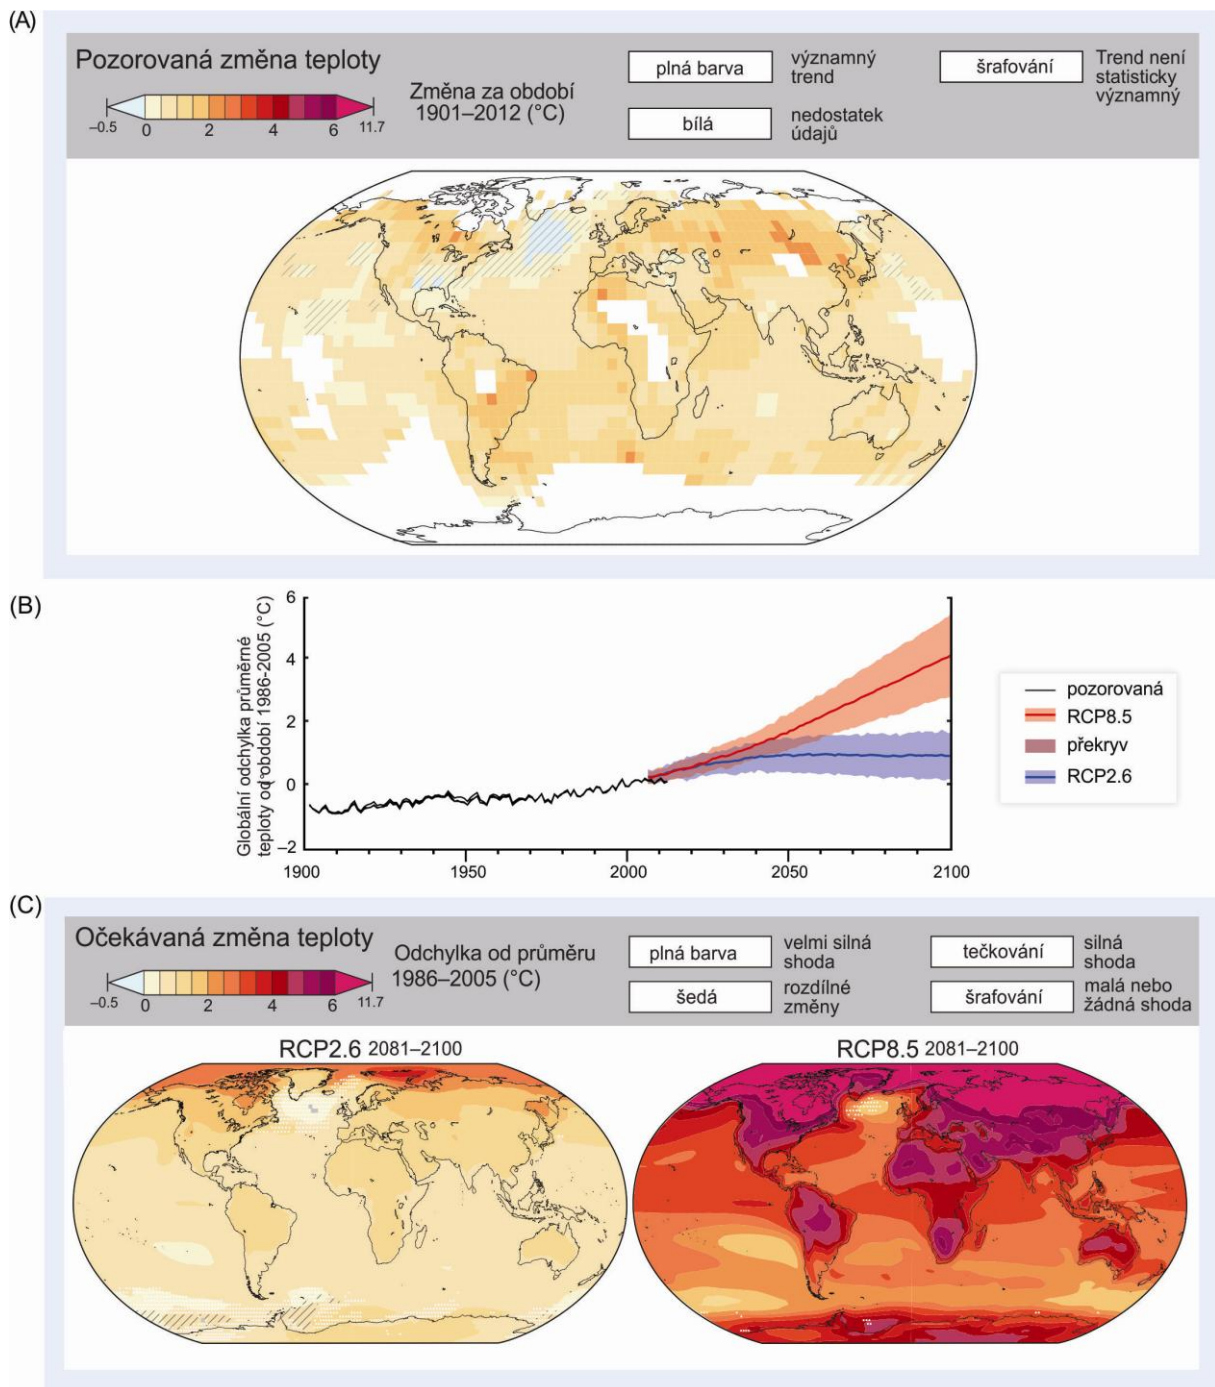 (A)
Pozorovaná změna teploty
−0.5 0 2 4 6 11.7
Změna za období
1901–2012 (°C)
plná barva
významný
trend
bílá
nedostatek
údajů
šrafování
Trend není
statisticky
významný
(B)
Globální odchylka průměrné
teploty od období 1986-2005 (°C)
6
4
2
0
−2
1900 1950 2000 2050 2100
pozorovaná
RCP8.5
překryv
RCP2.6
(C)
Očekávaná změna teploty
−0.5 0 2 4 6 11.7
Odchylka od průměru
1986–2005 (°C)
plná barva
velmi silná
shoda
šedá
rozdílné
změny
tečkování
silná
shoda
šrafování
malá nebo
žádná shoda
RCP2.6 2081–2100
RCP8.5 2081–2100